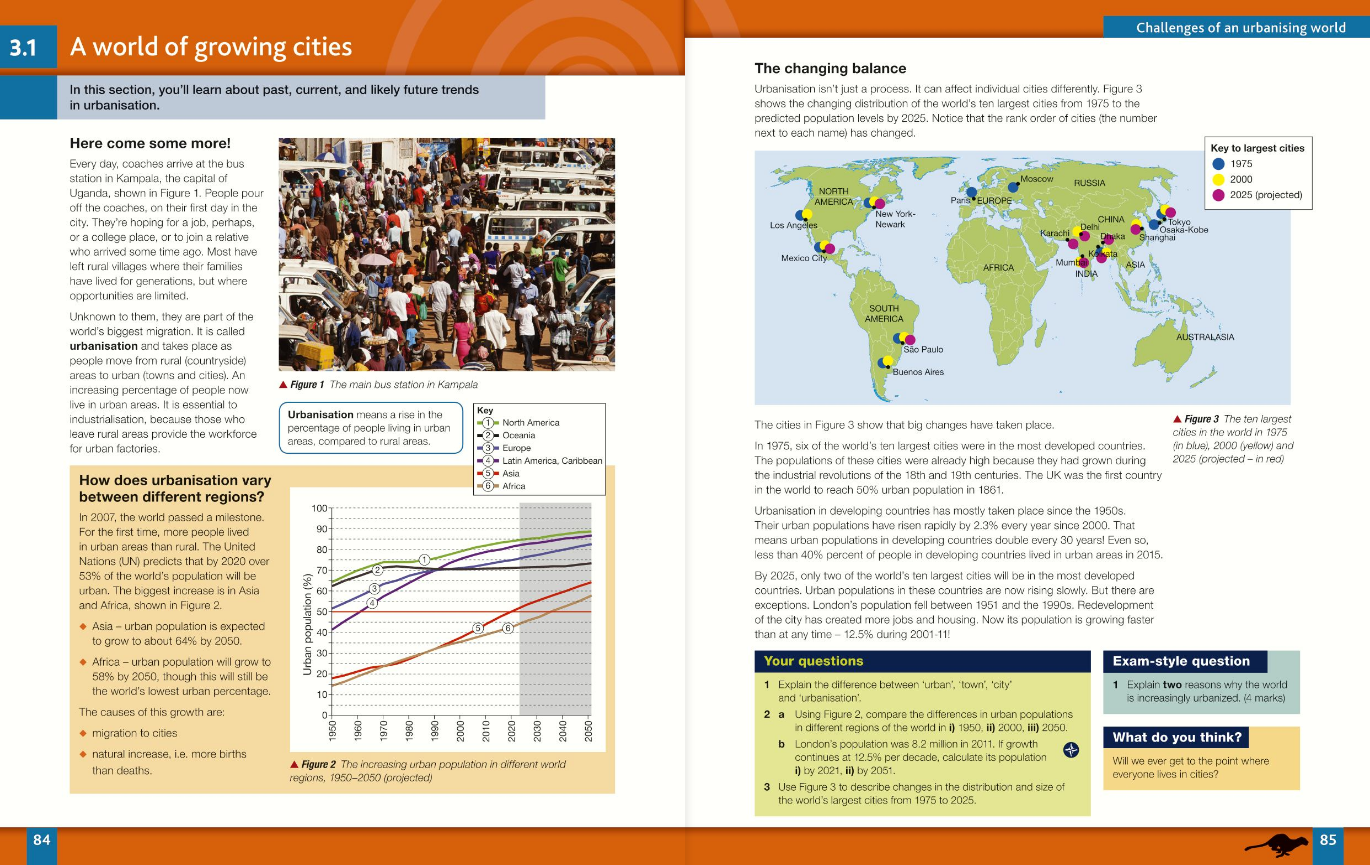 3.1
A world of growing cities
In this section, you'll learn about past, current, and likely future trends
in urbanisation.
Here come some more!
Every day, coaches arrive at the bus
station in Kampala, the capital of
Uganda, shown in Figure 1. People pour
off the coaches, on their first day in the
city. They're hoping for a job, perhaps,
or a college place, or to join a relative
who arrived some time ago. Most have
left rural villages where their families
have lived for generations, but where
opportunities are limited.
Unknown to them, they are part of the
world's biggest migration. It is called
urbanisation and takes place as
people move from rural (countryside)
areas to urban (towns and cities). An
increasing percentage of people now
live in urban areas. It is essential to
industrialisation, because those who
leave rural areas provide the workforce
for urban factories.
▲ Figure 1 The main bus station in Kampala
Urbanisation means a rise in the
percentage of people living in urban
areas, compared to rural areas.
Key
1 North America
2 Oceania
3 Europe
4 Latin America, Caribbean
5 Asia
6 Africa
How does urbanisation vary
between different regions?
In 2007, the world passed a milestone.
For the first time, more people lived
in urban areas than rural. The United
Nations (UN) predicts that by 2020 over
53% of the world's population will be
urban. The biggest increase is in Asia
and Africa, shown in Figure 2.
◆ Asia – urban population is expected
to grow to about 64% by 2050.
◆ Africa – urban population will grow to
58% by 2050, though this will still be
the world's lowest urban percentage.
The causes of this growth are:
◆ migration to cities
◆ natural increase, i.e. more births
than deaths.
Urban population (%)
100
90
80
70
60
50
40
30
20
10
0
1
2
3
4
5
6
1950
1960
1970
1980
1990
2000
2010
2020
2030
2040
2050
▲ Figure 2 The increasing urban population in different world
regions, 1950–2050 (projected)
84
Challenges of an urbanising world
The changing balance
Urbanisation isn't just a process. It can affect individual cities differently. Figure 3
shows the changing distribution of the world's ten largest cities from 1975 to the
predicted population levels by 2025. Notice that the rank order of cities (the number
next to each name) has changed.
Key to largest cities
1975
2000
2025 (projected)
NORTH
AMERICA
Los Angeles
New York-
Newark
Mexico City
SOUTH
AMERICA
São Paulo
Buenos Aires
Moscow
Paris
EUROPE
RUSSIA
AFRICA
CHINA
Karachi
Delhi
Dhaka
Kolkata
Mumbai
INDIA
ASIA
Shanghai
Tokyo
Osaka-Kobe
AUSTRALASIA
▲ Figure 3 The ten largest
cities in the world in 1975
(in blue), 2000 (yellow) and
2025 (projected – in red)
The cities in Figure 3 show that big changes have taken place.
In 1975, six of the world's ten largest cities were in the most developed countries.
The populations of these cities were already high because they had grown during
the industrial revolutions of the 18th and 19th centuries. The UK was the first country
in the world to reach 50% urban population in 1861.
Urbanisation in developing countries has mostly taken place since the 1950s.
Their urban populations have risen rapidly by 2.3% every year since 2000. That
means urban populations in developing countries double every 30 years! Even so,
less than 40% percent of people in developing countries lived in urban areas in 2015.
By 2025, only two of the world's ten largest cities will be in the most developed
countries. Urban populations in these countries are now rising slowly. But there are
exceptions. London's population fell between 1951 and the 1990s. Redevelopment
of the city has created more jobs and housing. Now its population is growing faster
than at any time – 12.5% during 2001-11!
Your questions
1 Explain the difference between 'urban', 'town', 'city'
and 'urbanisation'.
2 a Using Figure 2, compare the differences in urban populations
in different regions of the world in i) 1950, ii) 2000, iii) 2050.
b London's population was 8.2 million in 2011. If growth
continues at 12.5% per decade, calculate its population
i) by 2021, ii) by 2051.
3 Use Figure 3 to describe changes in the distribution and size of
the world's largest cities from 1975 to 2025.
Exam-style question
1 Explain two reasons why the world
is increasingly urbanized. (4 marks)
What do you think?
Will we ever get to the point where
everyone lives in cities?
85